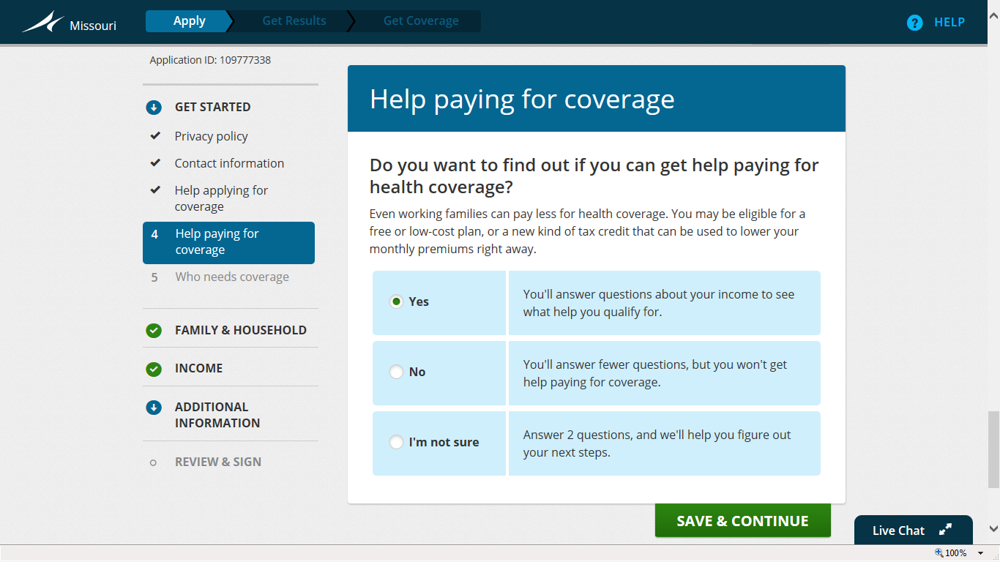 Missouri
Apply
Get Results
Get Coverage
? HELP
Application ID: 109777338
GET STARTED
Privacy policy
Contact information
Help applying for
coverage
4 Help paying for
coverage
5 Who needs coverage
FAMILY & HOUSEHOLD
INCOME
ADDITIONAL
INFORMATION
REVIEW & SIGN
Help paying for coverage
Do you want to find out if you can get help paying for
health coverage?
Even working families can pay less for health coverage. You may be eligible for a
free or low-cost plan, or a new kind of tax credit that can be used to lower your
monthly premiums right away.
Yes
You'll answer questions about your income to see
what help you qualify for.
No
You'll answer fewer questions, but you won't get
help paying for coverage.
I'm not sure
Answer 2 questions, and we'll help you figure out
your next steps.
SAVE & CONTINUE
Live Chat
100%